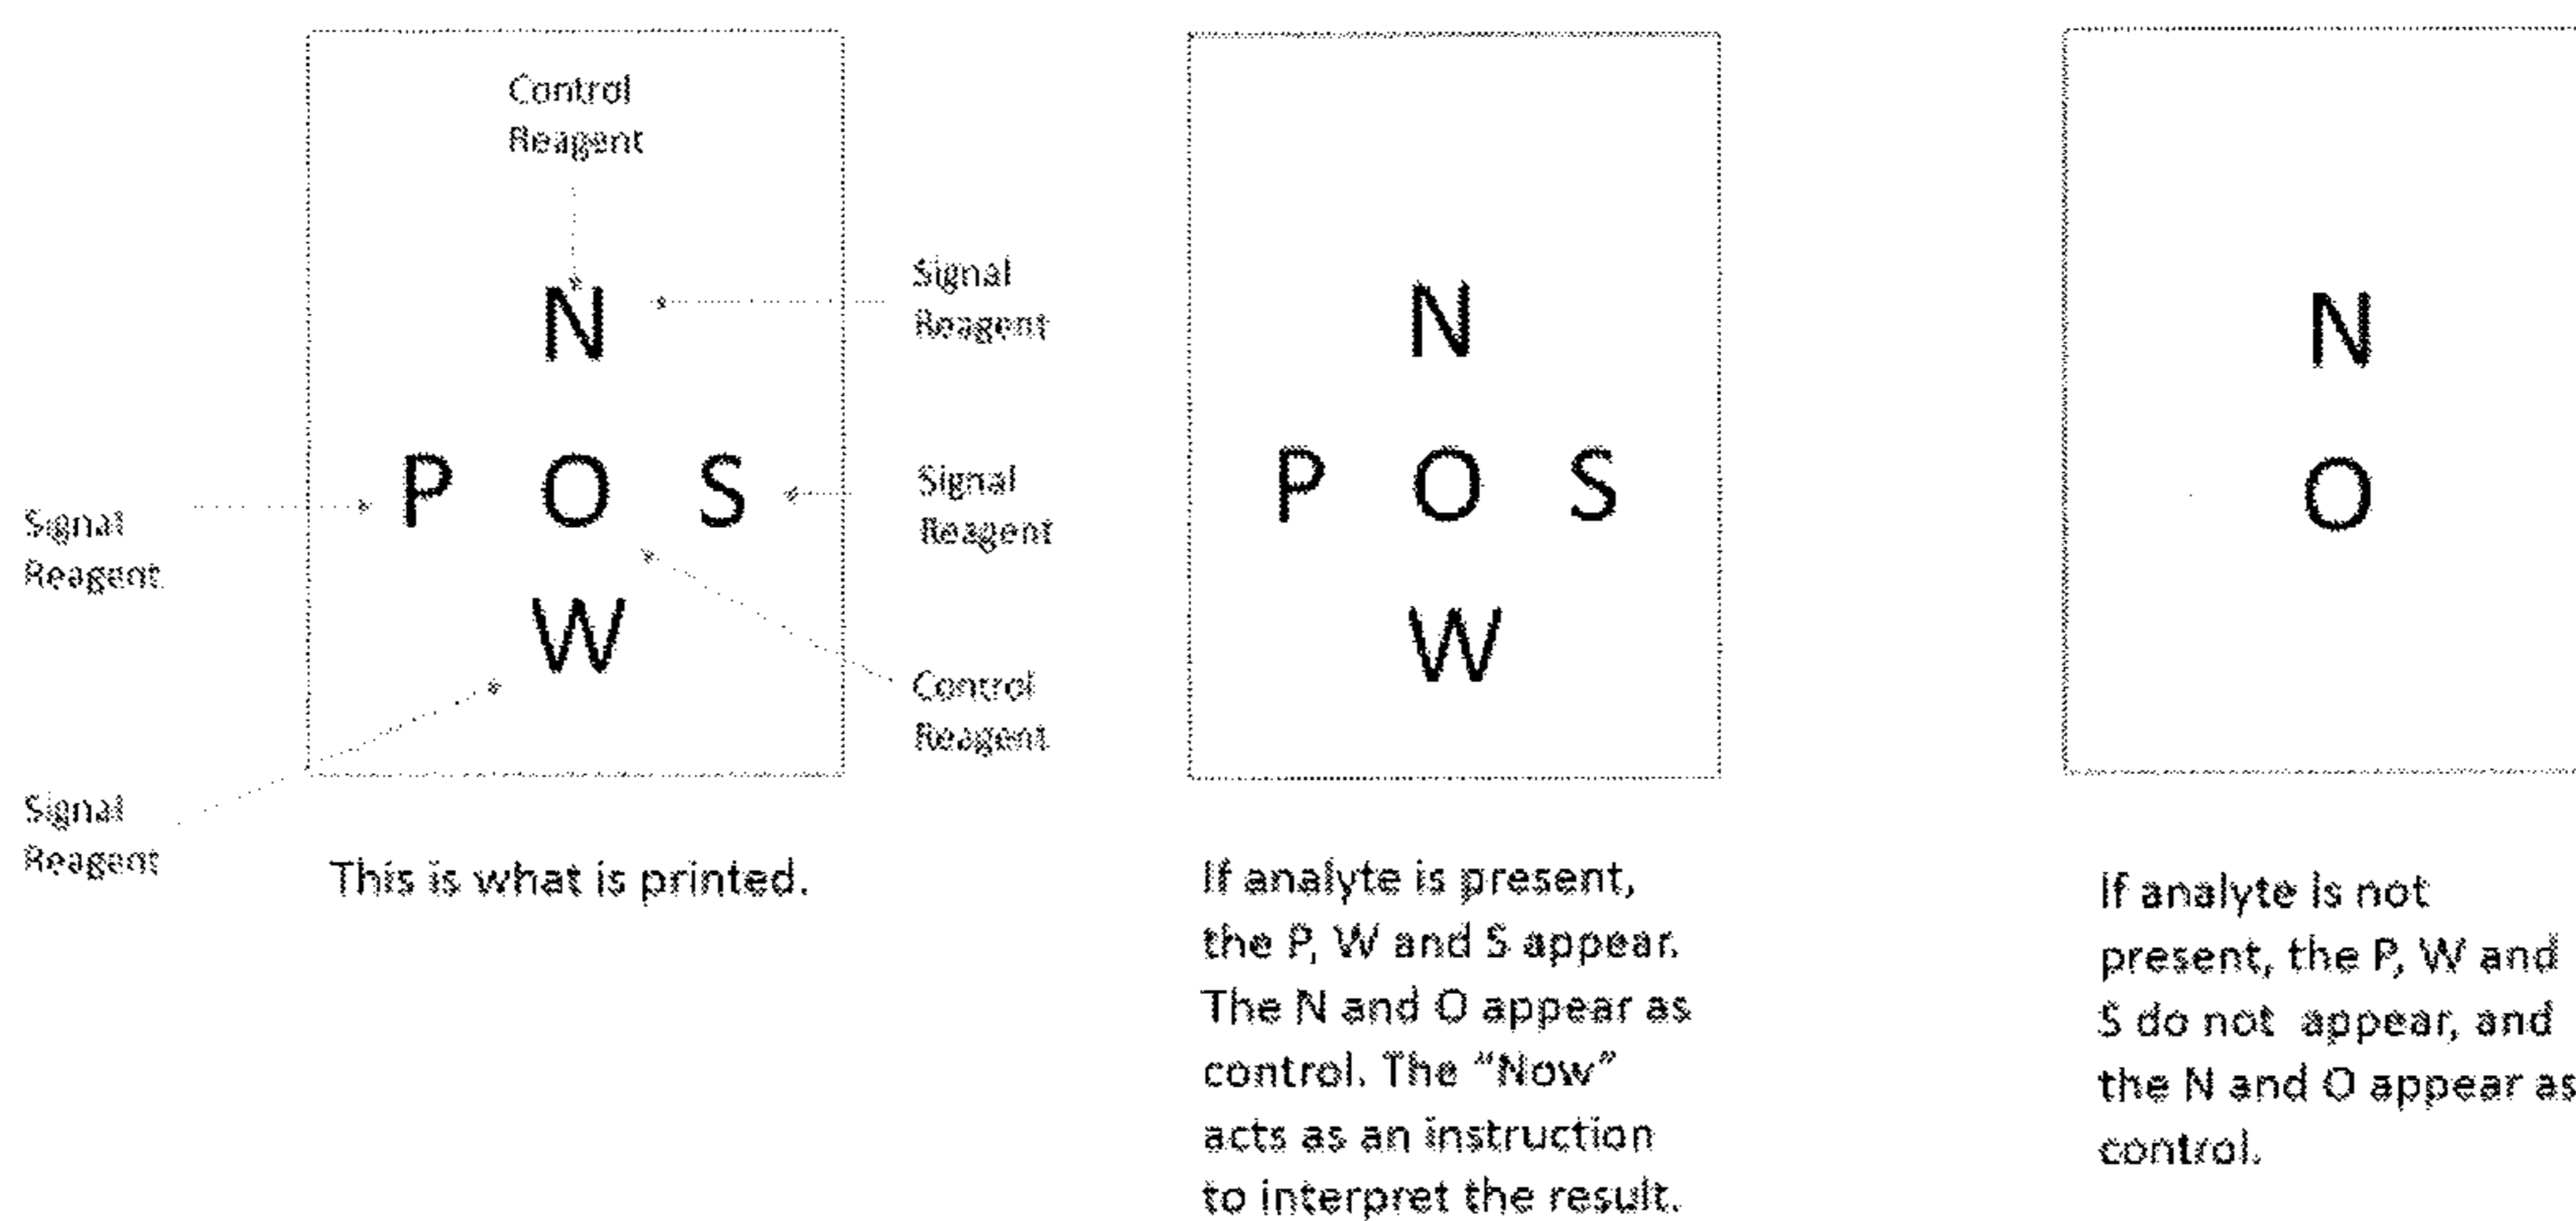 Control
Reagent
Signal
Reagent
N
P O S
W
Signal
Reagent
Signal
Reagent
Control
Reagent
Signal
Reagent
This is what is printed.
N
P O S
W
If analyte is present,
the P, W and S appear.
The N and O appear as
control. The “Now”
acts as an instruction
to interpret the result.
N
O
If analyte is not
present, the P, W and
S do not appear, and
the N and O appear as
control.